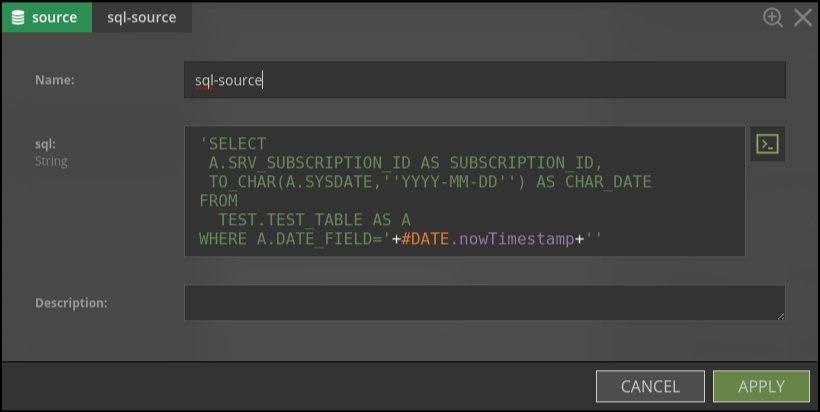 source sql-source
Name: sql-source
sql:
String
'SELECT
A.SRV_SUBSCRIPTION_ID AS SUBSCRIPTION_ID,
TO_CHAR(A.SYSDATE,''YYYY-MM-DD'') AS CHAR_DATE
FROM
TEST.TEST_TABLE AS A
WHERE A.DATE_FIELD='+#DATE.nowTimestamp+''
Description:
CANCEL APPLY